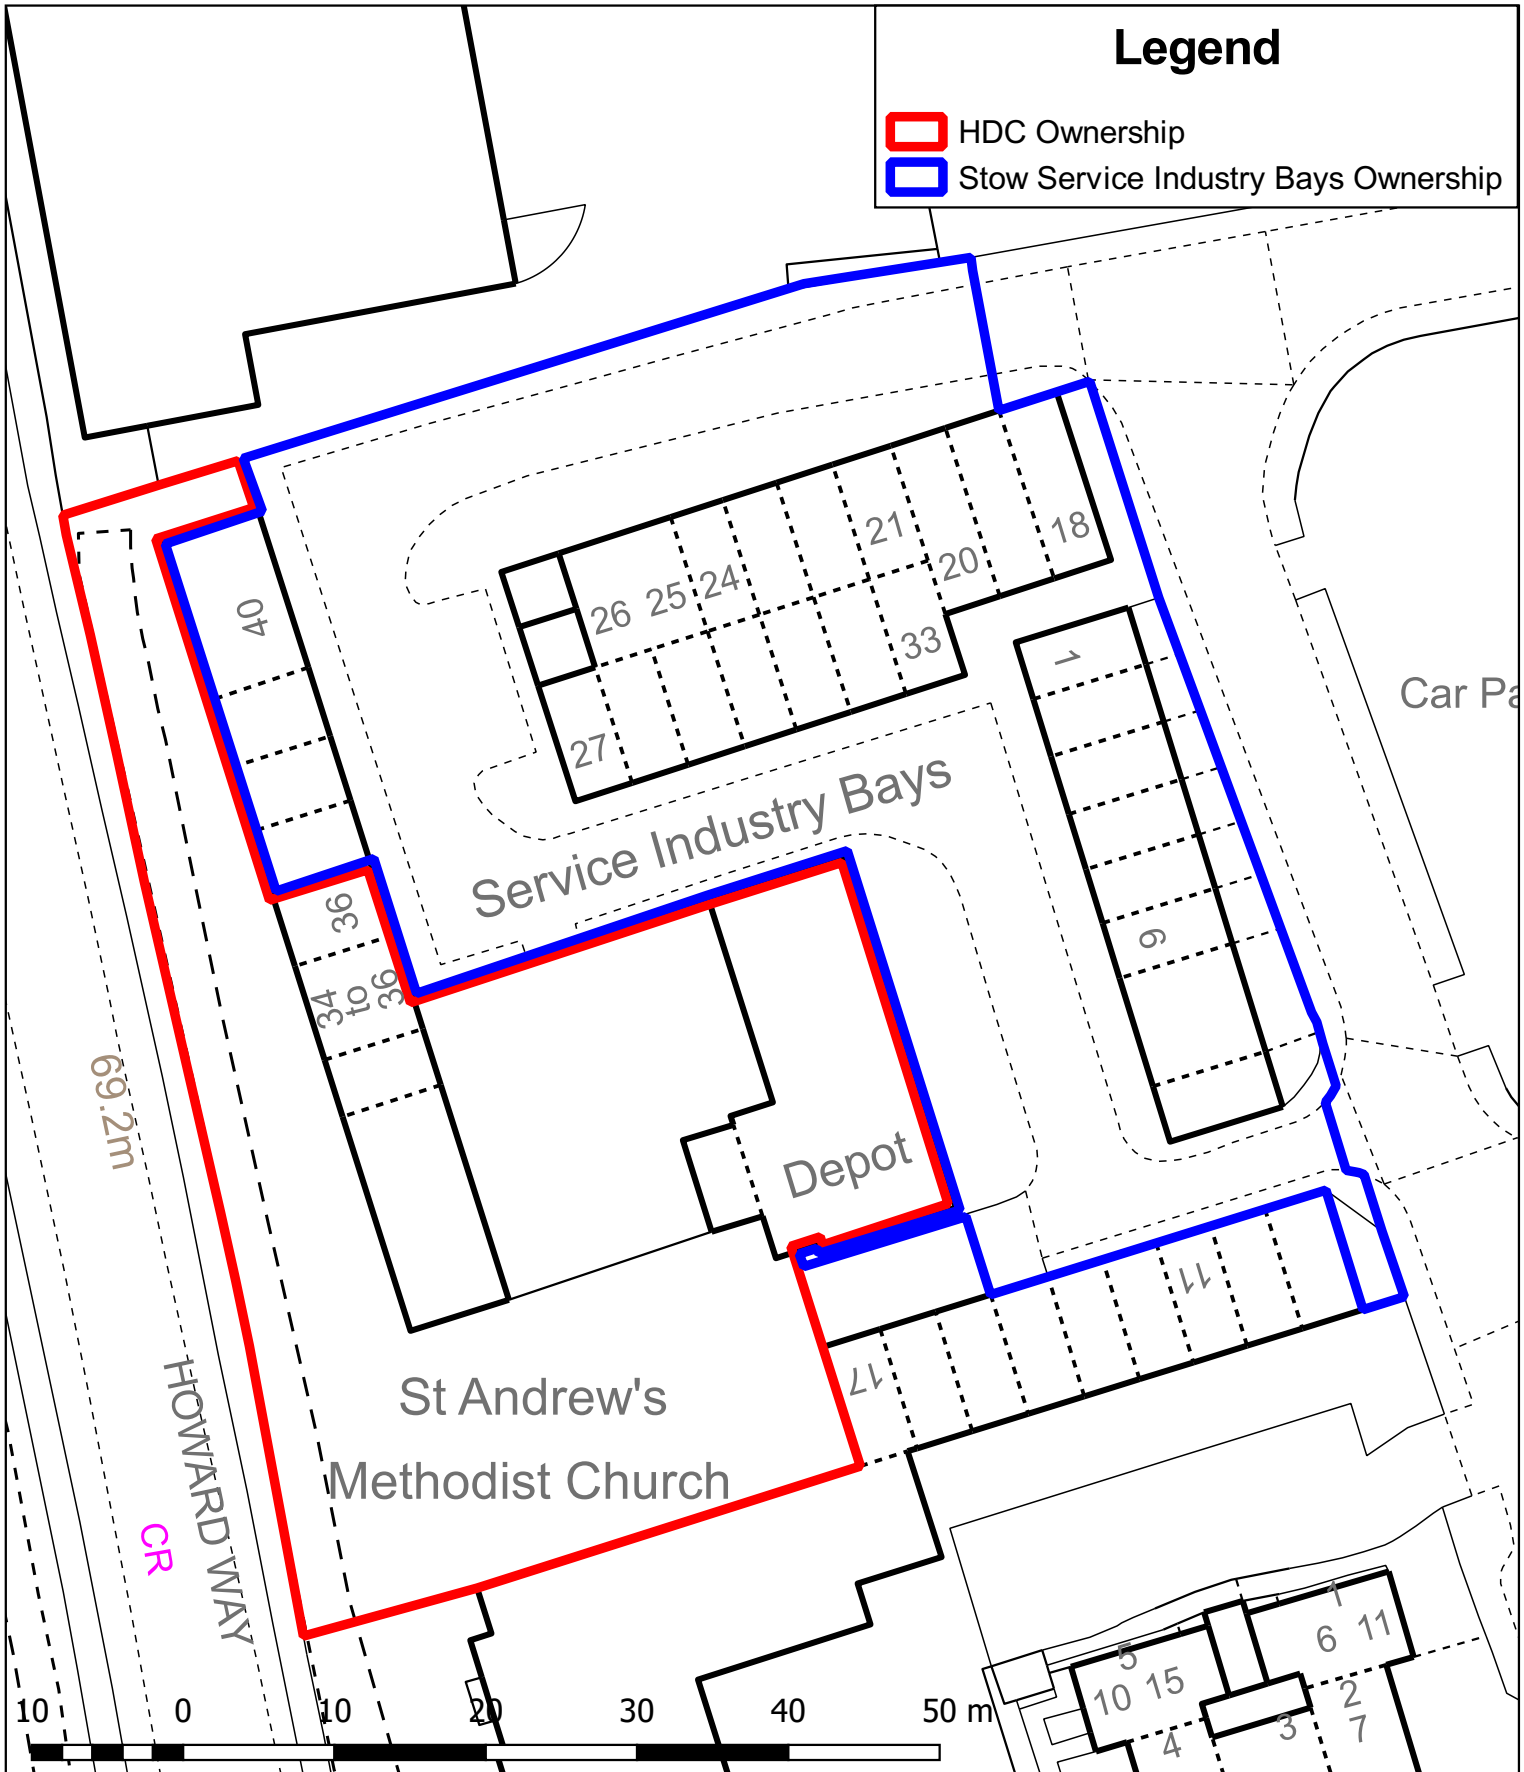 Legend
HDC Ownership
Stow Service Industry Bays Ownership
40
26
25
24
21
20
18
33
27
1
Car Pa
Service Industry Bays
36
34
to
36
9
69.2m
Depot
11
17
St Andrew's
Methodist Church
HOWARD WAY
CR
1
6
11
5
10
15
2
7
3
4
10
0
10
20
30
40
50 m